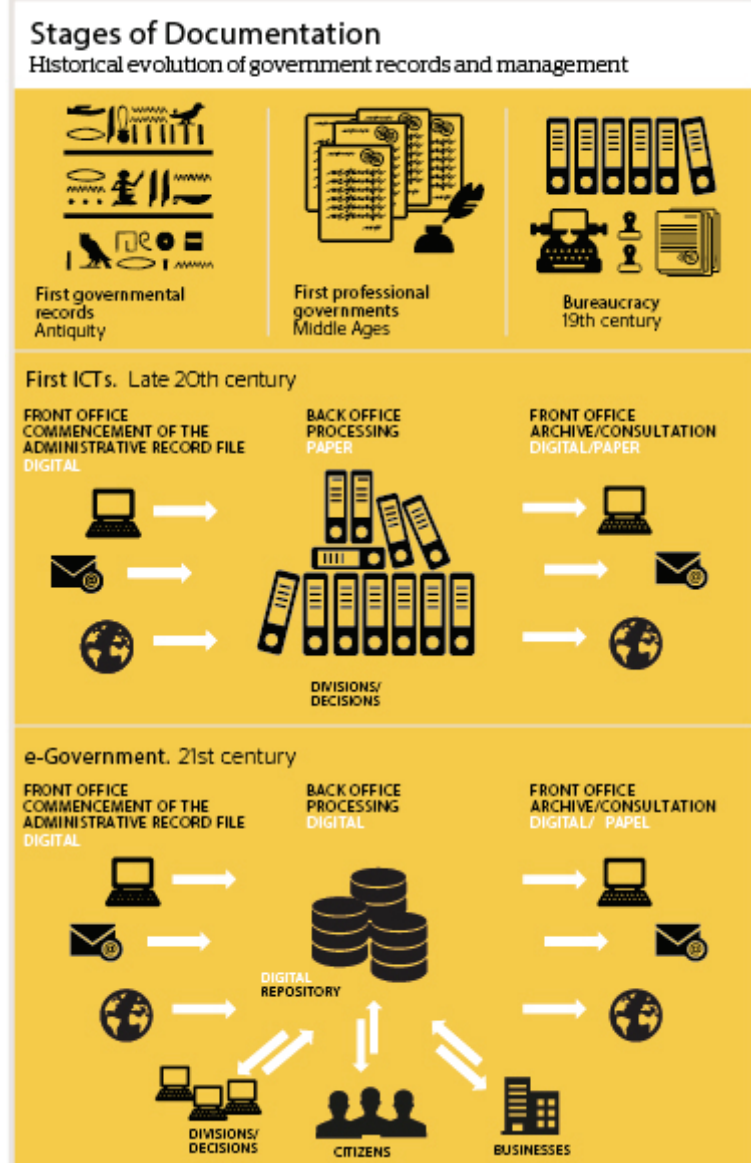 Stages of Documentation
Historical evolution of government records and management
First governmental
records
Antiquity
First professional
governments
Middle Ages
Bureaucracy
19th century
First ICTs. Late 20th century
FRONT OFFICE
COMMENCEMENT OF THE
ADMINISTRATIVE RECORD FILE
DIGITAL
BACK OFFICE
PROCESSING
PAPER
FRONT OFFICE
ARCHIVE/CONSULTATION
DIGITAL/PAPER
DIVISIONS/
DECISIONS
e-Government. 21st century
FRONT OFFICE
COMMENCEMENT OF THE
ADMINISTRATIVE RECORD FILE
DIGITAL
BACK OFFICE
PROCESSING
DIGITAL
FRONT OFFICE
ARCHIVE/CONSULTATION
DIGITAL/ PAPEL
DIGITAL
REPOSITORY
DIVISIONS/
DECISIONS
CITIZENS
BUSINESSES